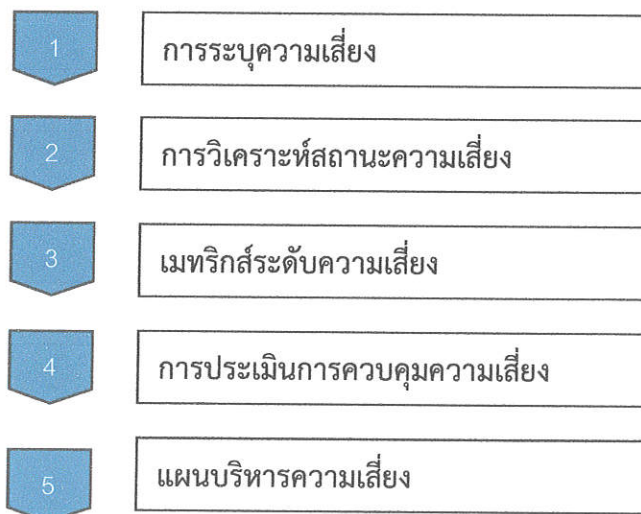 1 การระบุความเสี่ยง
2 การวิเคราะห์สถานะความเสี่ยง
3 เมทริกส์ระดับความเสี่ยง
4 การประเมินการควบคุมความเสี่ยง
5 แผนบริหารความเสี่ยง